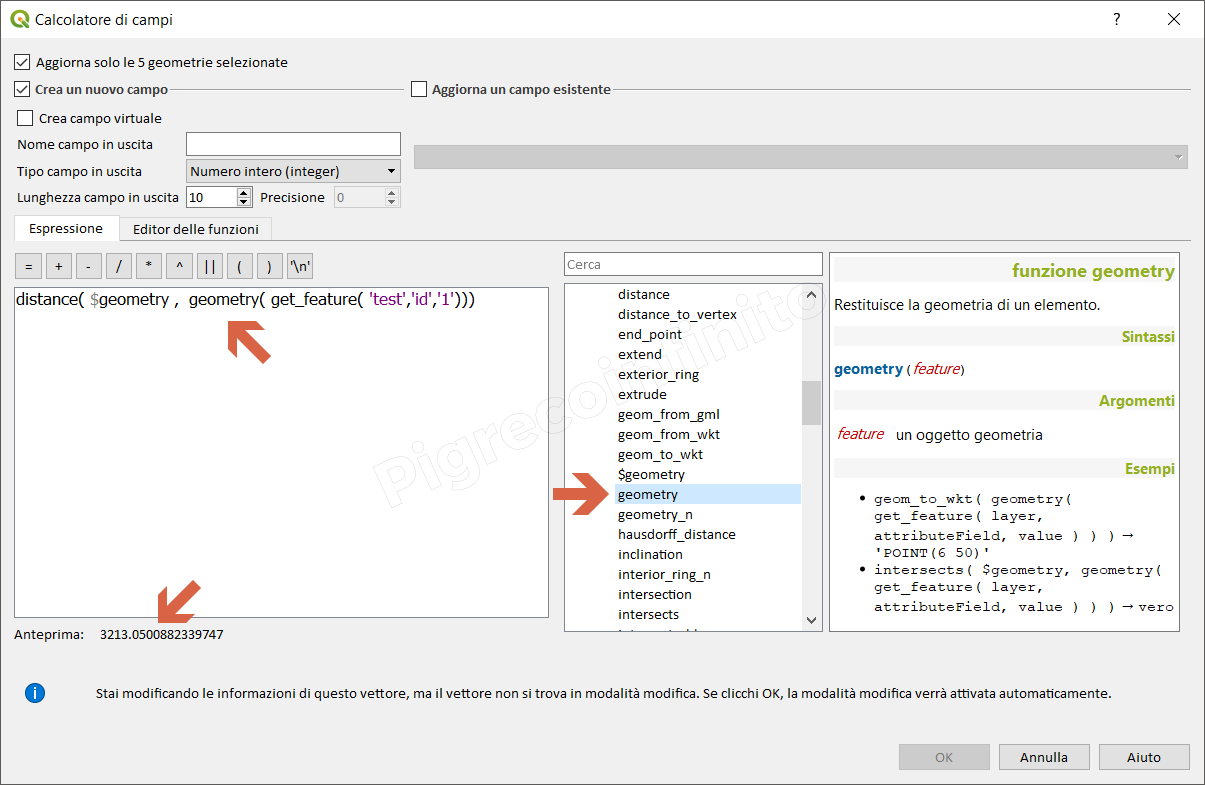 Calcolatore di campi
?
Aggiorna solo le 5 geometrie selezionate
Crea un nuovo campo
Aggiorna un campo esistente
Crea campo virtuale
Nome campo in uscita
Tipo campo in uscita
Numero intero (integer)
Lunghezza campo in uscita
10
Precisione
0
Espressione
Editor delle funzioni
= + - / * ^ || ( ) '\n'
distance( $geometry ,  geometry( get_feature( 'test','id','1')))
Anteprima: 3213.0500882339747
Cerca
distance
distance_to_vertex
end_point
extend
exterior_ring
extrude
geom_from_gml
geom_from_wkt
geom_to_wkt
$geometry
geometry
geometry_n
hausdorff_distance
inclination
interior_ring_n
intersection
intersects
Pigrecoinfinito
funzione geometry
Restituisce la geometria di un elemento.
Sintassi
geometry (feature)
Argomenti
feature un oggetto geometria
Esempi
• geom_to_wkt( geometry(
get_feature( layer,
attributeField, value ) ) ) →
'POINT(6 50)'
• intersects( $geometry, geometry(
get_feature( layer,
attributeField, value ) ) ) → vero
i
Stai modificando le informazioni di questo vettore, ma il vettore non si trova in modalità modifica. Se clicchi OK, la modalità modifica verrà attivata automaticamente.
OK
Annulla
Aiuto